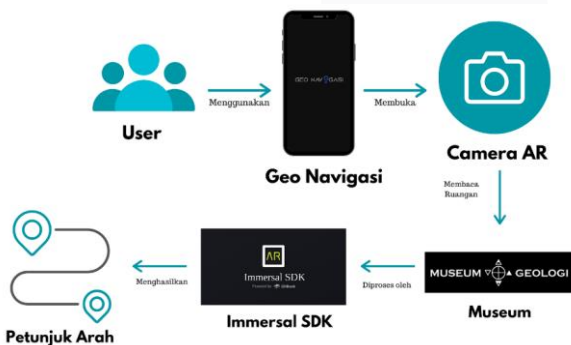 GEO NAVIGASI
Menggunakan
Membuka
User
Geo Navigasi
Camera AR
Membaca
Ruangan
AR
Immersal SDK
MUSEUM GEOLOGI
Menghasilkan
Diproses oleh
Museum
Immersal SDK
Petunjuk Arah